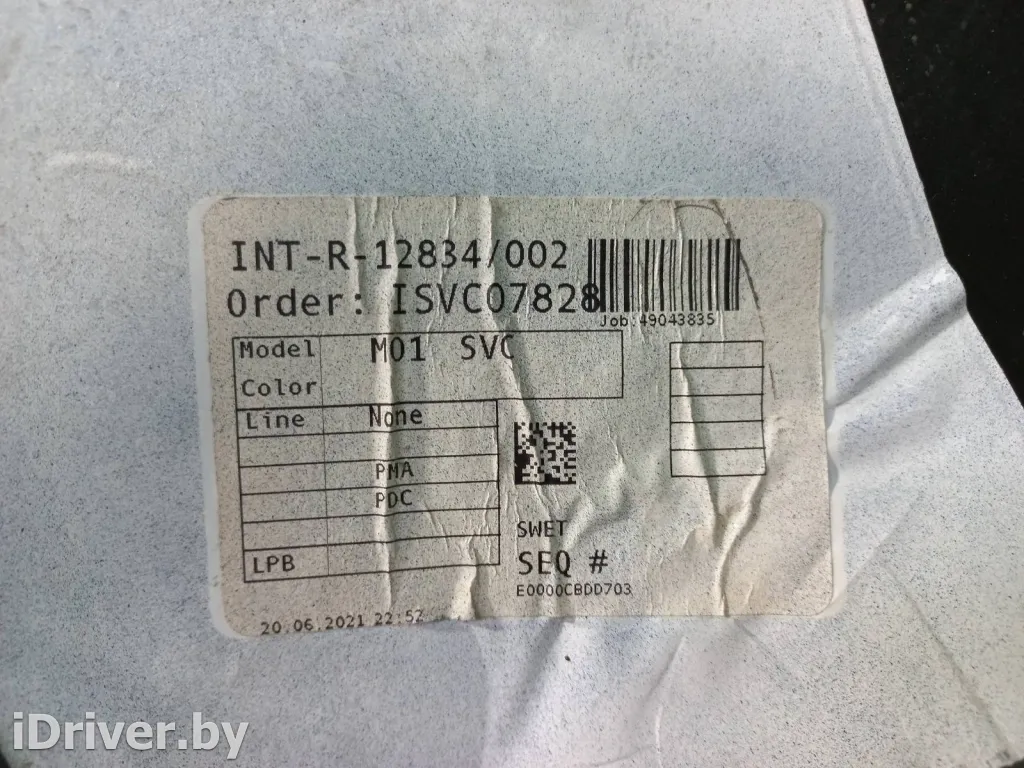 INT-R-12834/002
Order: ISVC07828
Job:49043835
Model M01 SVC
Color
Line None
PMA
PDC
SWET
LPB
SEQ #
E0000CBDD703
20.06.2021 22:52
iDriver.by